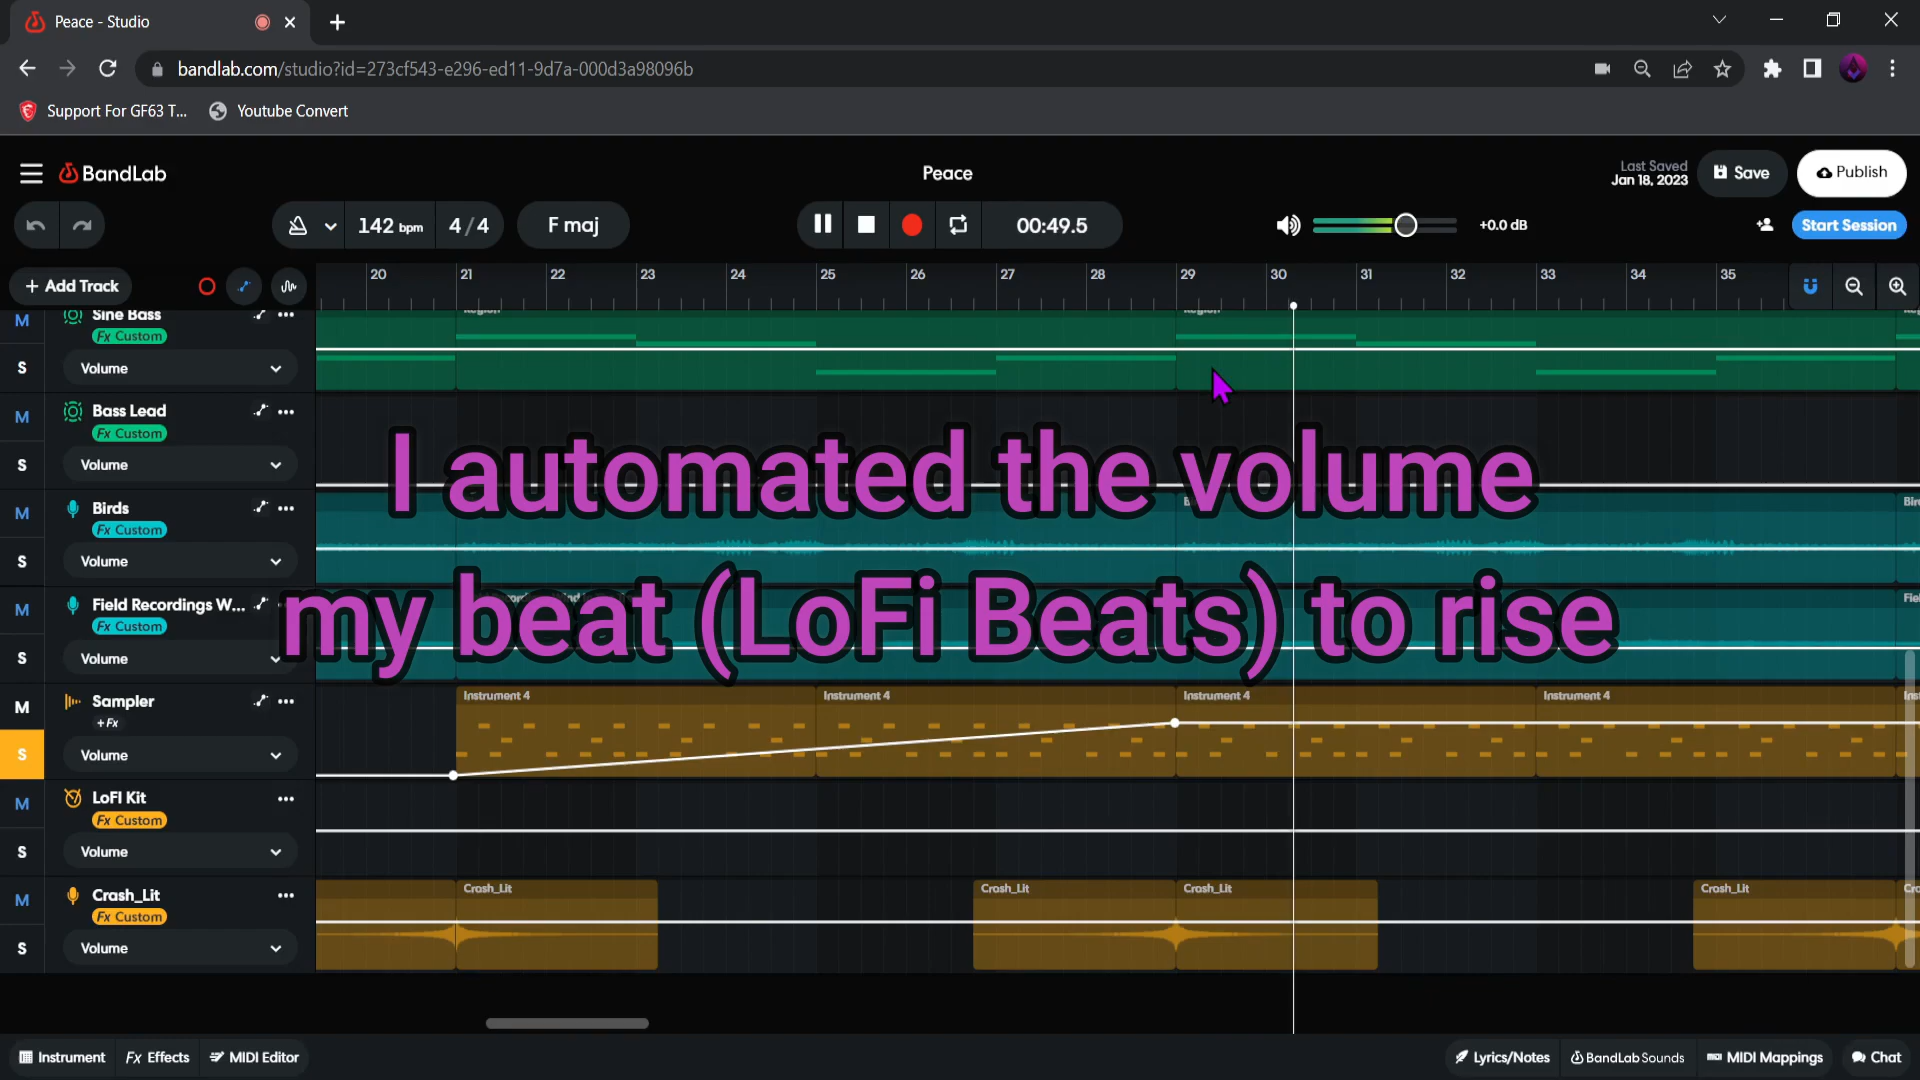 Peace - Studio
bandlab.com/studio?id=273cf543-e296-ed11-9d7a-000d3a98096b
Support For GF63 T...
Youtube Convert
BandLab
Peace
Last Saved
Jan 18, 2023
Save
Publish
142 bpm
4/4
F maj
00:49.5
+0.0 dB
Start Session
+ Add Track
20 21 22 23 24 25 26 27 28 29 30 31 32 33 34 35
M
Sine Bass
Fx Custom
S
Volume
Region
Region
M
Bass Lead
Fx Custom
S
Volume
I automated the volume
M
Birds
Fx Custom
S
Volume
M
Field Recordings W...
Fx Custom
S
Volume
my beat (LoFi Beats) to rise
M
Sampler
+Fx
S
Volume
Instrument 4
Instrument 4
Instrument 4
Instrument 4
M
LoFI Kit
Fx Custom
S
Volume
M
Crash_Lit
Fx Custom
S
Volume
Crash_Lit
Crash_Lit
Crash_Lit
Crash_Lit
Instrument
Fx Effects
MIDI Editor
Lyrics/Notes
BandLab Sounds
MIDI Mappings
Chat